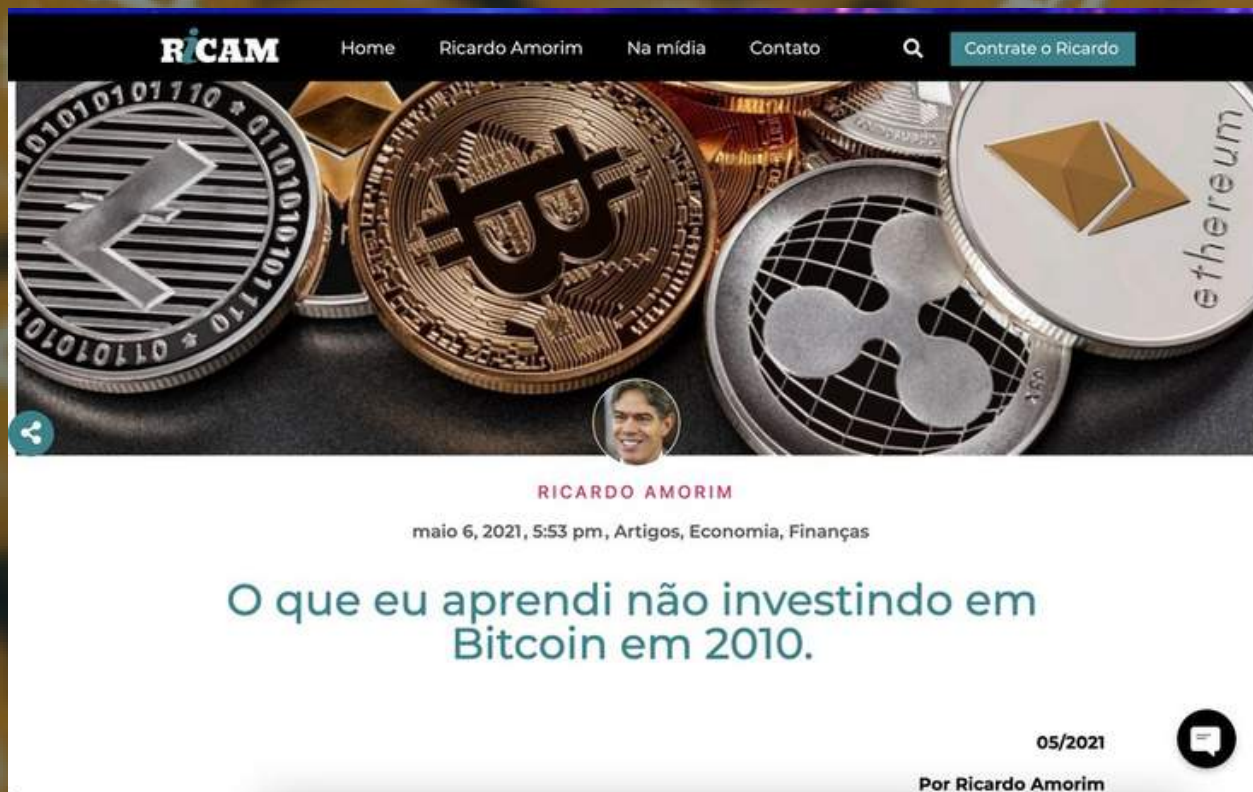 RiCAM
Home
Ricardo Amorim
Na mídia
Contato
Contrate o Ricardo
ethereum
RICARDO AMORIM
maio 6, 2021, 5:53 pm, Artigos, Economia, Finanças
O que eu aprendi não investindo em
Bitcoin em 2010.
05/2021
Por Ricardo Amorim